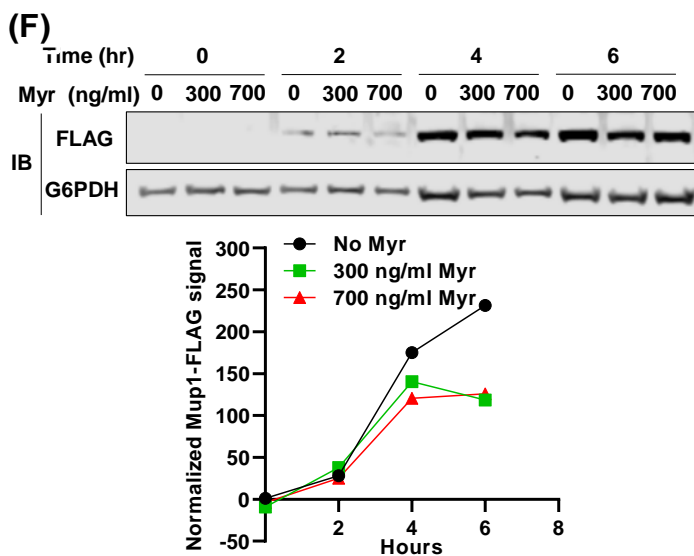 (F)
Time (hr) 0 2 4 6
Myr (ng/ml) 0 300 700 0 300 700 0 300 700 0 300 700
IB
FLAG
G6PDH
Normalized Mup1-FLAG signal
300
250
200
150
100
50
0
-50
No Myr
300 ng/ml Myr
700 ng/ml Myr
2 4 6 8
Hours